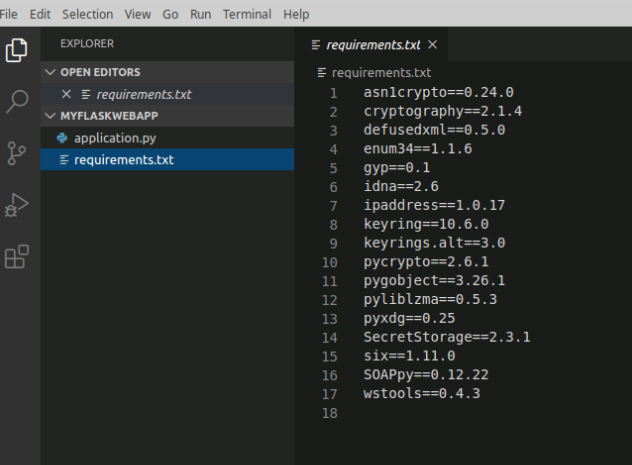 File Edit Selection View Go Run Terminal Help
EXPLORER
OPEN EDITORS
requirements.txt
MYFLASKWEBAPP
application.py
requirements.txt
requirements.txt
requirements.txt
1 asn1crypto==0.24.0
2 cryptography==2.1.4
3 defusedxml==0.5.0
4 enum34==1.1.6
5 gyp==0.1
6 idna==2.6
7 ipaddress==1.0.17
8 keyring==10.6.0
9 keyrings.alt==3.0
10 pycrypto==2.6.1
11 pygobject==3.26.1
12 pyliblzma==0.5.3
13 pyxdg==0.25
14 SecretStorage==2.3.1
15 six==1.11.0
16 SOAPpy==0.12.22
17 wstools==0.4.3
18